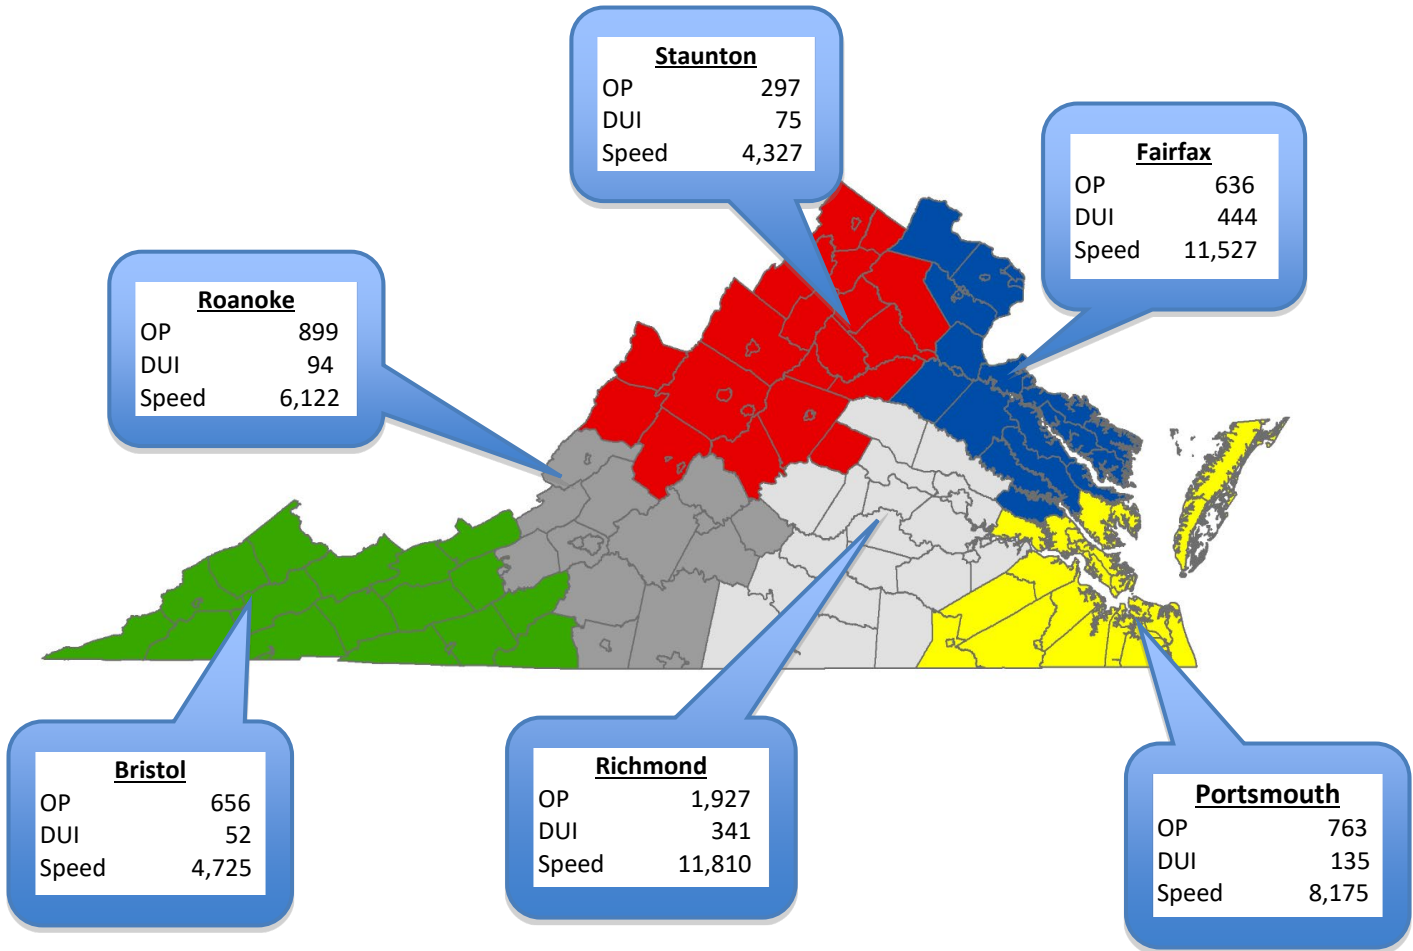 Staunton
OP 297
DUI 75
Speed 4,327
Fairfax
OP 636
DUI 444
Speed 11,527
Roanoke
OP 899
DUI 94
Speed 6,122
Bristol
OP 656
DUI 52
Speed 4,725
Richmond
OP 1,927
DUI 341
Speed 11,810
Portsmouth
OP 763
DUI 135
Speed 8,175